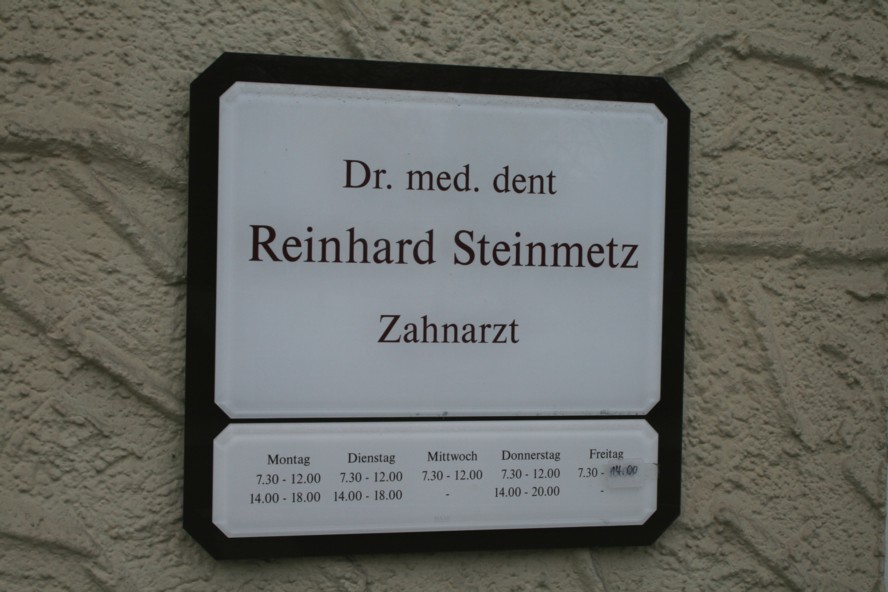 Dr. med. dent
Reinhard Steinmetz
Zahnarzt
Montag Dienstag Mittwoch Donnerstag Freitag
7.30 - 12.00 7.30 - 12.00 7.30 - 12.00 7.30 - 12.00 7.30 - 14.00
14.00 - 18.00 14.00 - 18.00 - 14.00 - 20.00 -